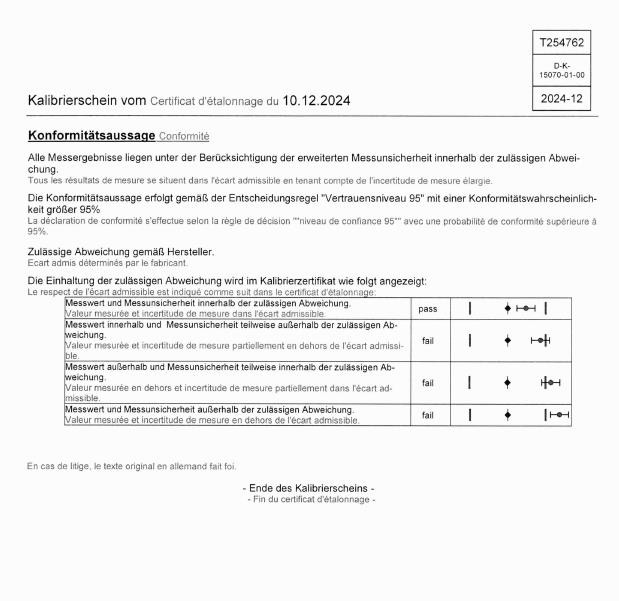 T254762
D-K-
15070-01-00
2024-12
Kalibrierschein vom Certificat d'étalonnage du 10.12.2024
Konformitätsaussage Conformité
Alle Messergebnisse liegen unter der Berücksichtigung der erweiterten Messunsicherheit innerhalb der zulässigen Abwei-
chung.
Tous les résultats de mesure se situent dans l'écart admissible en tenant compte de l'incertitude de mesure élargie.
Die Konformitätsaussage erfolgt gemäß der Entscheidungsregel "Vertrauensniveau 95" mit einer Konformitätswahrscheinlich-
keit größer 95%
La déclaration de conformité s'effectue selon la règle de décision ""niveau de confiance 95"" avec une probabilité de conformité supérieure à
95%.
Zulässige Abweichung gemäß Hersteller.
Ecart admis déterminés par le fabricant.
Die Einhaltung der zulässigen Abweichung wird im Kalibrierzertifikat wie folgt angezeigt:
Le respect de l'écart admissible est indiqué comme suit dans le certificat d'étalonnage:
Messwert und Messunsicherheit innerhalb der zulässigen Abweichung.
Valeur mesurée et incertitude de mesure dans l'écart admissible.
pass
Messwert innerhalb und Messunsicherheit teilweise außerhalb der zulässigen Ab-
weichung.
Valeur mesurée et incertitude de mesure partiellement en dehors de l'écart admissi-
ble.
fail
Messwert außerhalb und Messunsicherheit teilweise innerhalb der zulässigen Ab-
weichung.
Valeur mesurée en dehors et incertitude de mesure partiellement dans l'écart ad-
missible.
fail
Messwert und Messunsicherheit außerhalb der zulässigen Abweichung.
Valeur mesurée et incertitude de mesure en dehors de l'écart admissible.
fail
En cas de litige, le texte original en allemand fait foi.
- Ende des Kalibrierscheins -
- Fin du certificat d'étalonnage -